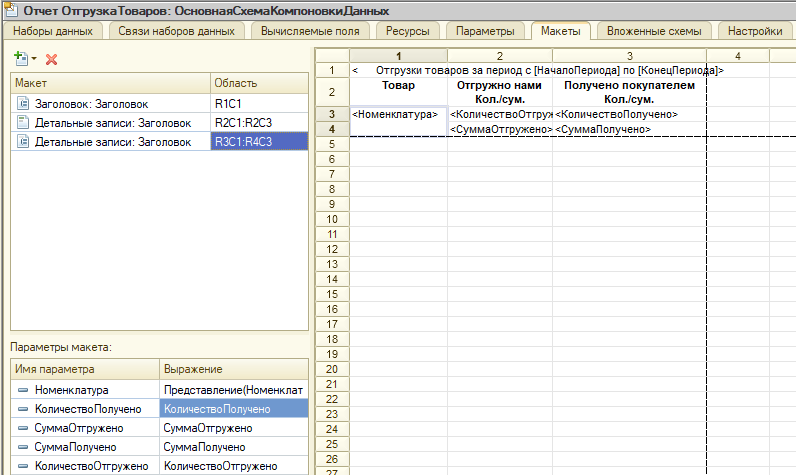 Отчет ОтгрузкаТоваров: ОсновнаяСхемаКомпоновкиДанных
Наборы данных Связи наборов данных Вычисляемые поля Ресурсы Параметры Макеты Вложенные схемы Настройки
Макет Область
Заголовок: Заголовок R1C1
Детальные записи: Заголовок R2C1:R2C3
Детальные записи: Заголовок R3C1:R4C3
Параметры макета:
Имя параметра Выражение
Номенклатура Представление(Номенклат
КоличествоПолучено КоличествоПолучено
СуммаОтгружено СуммаОтгружено
СуммаПолучено СуммаПолучено
КоличествоОтгружено КоличествоОтгружено
1 2 3 4
1 < Отгрузки товаров за период с [НачалоПериода] по [КонецПериода]>
2 Товар Отгружно нами Получено покупателем
Кол./сум. Кол./сум.
3 <Номенклатура> <КоличествоОтгруж <КоличествоПолучено>
4 <СуммаОтгружено> <СуммаПолучено>
5
6
7
8
9
10
11
12
13
14
15
16
17
18
19
20
21
22
23
24
25
26
27